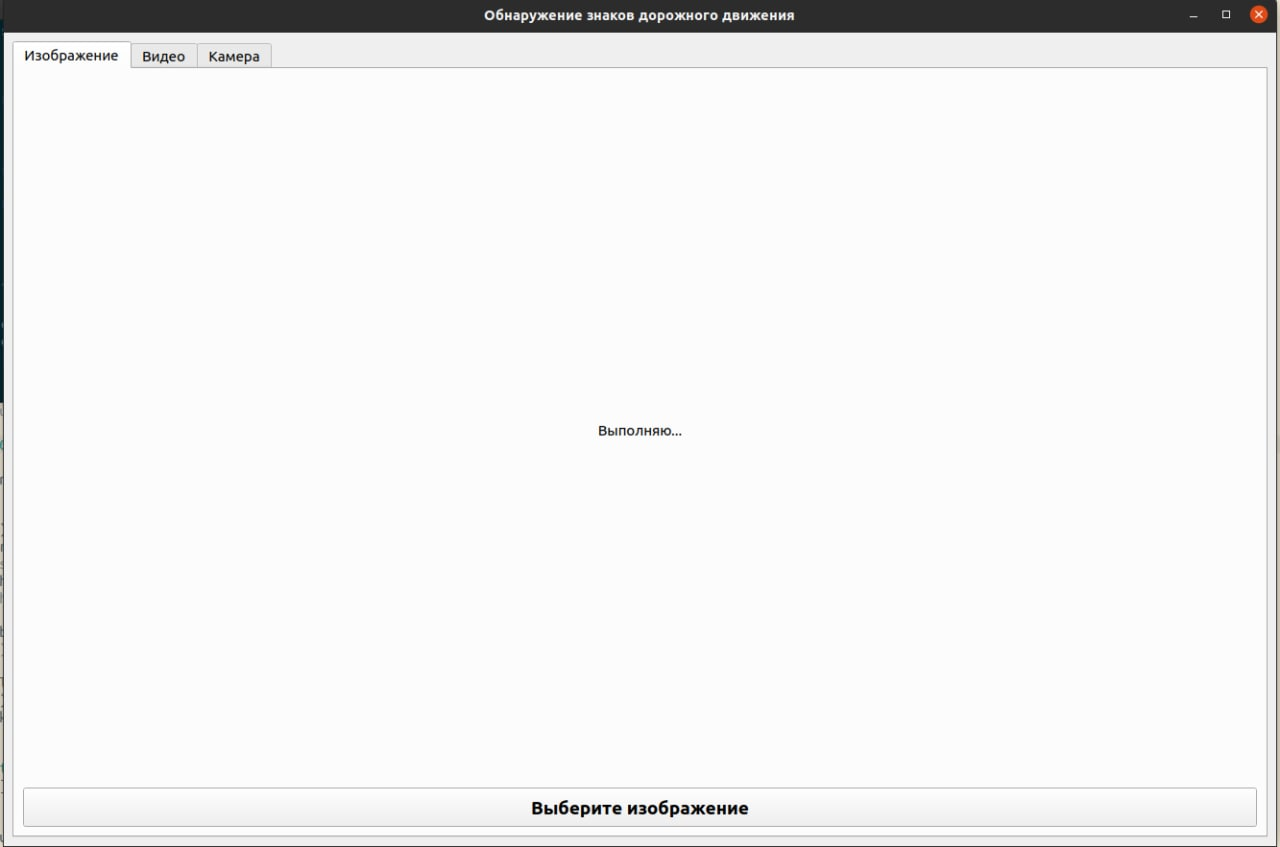 Обнаружение знаков дорожного движения
Изображение Видео Камера
Выполняю...
Выберите изображение